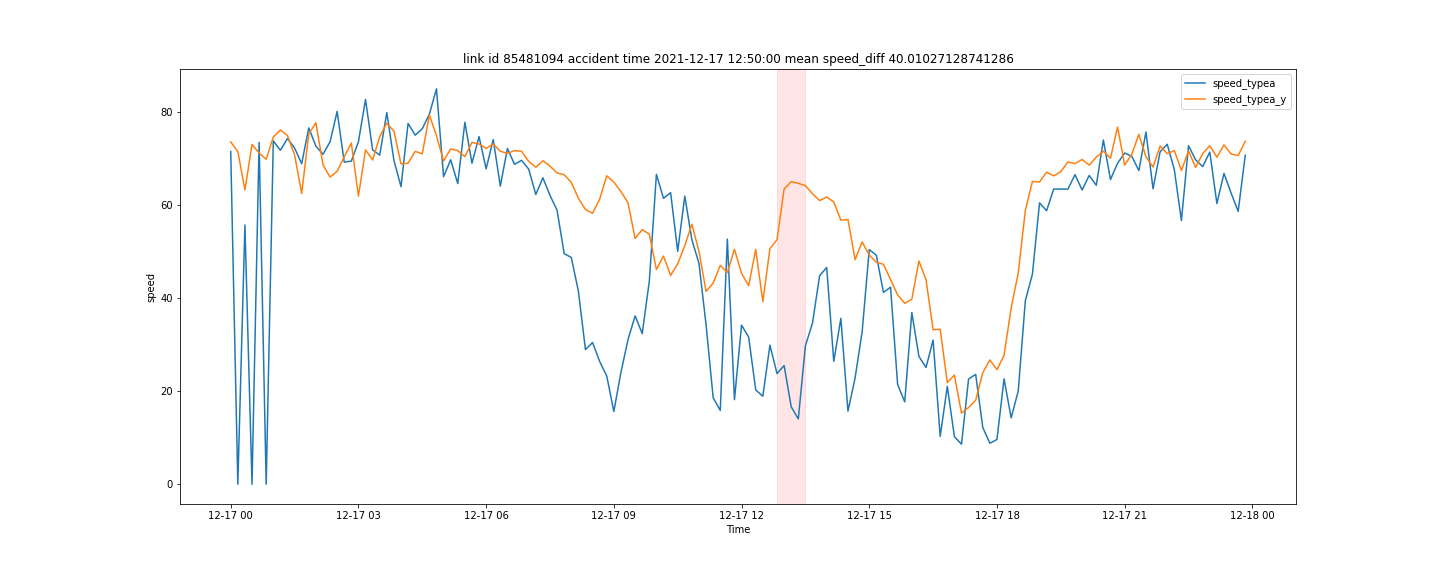 link id 85481094 accident time 2021-12-17 12:50:00 mean speed_diff 40.01027128741286
speed_typea
speed_typea_y
80
60
40
20
0
speed
12-17 00
12-17 03
12-17 06
12-17 09
12-17 12
12-17 15
12-17 18
12-17 21
12-18 00
Time